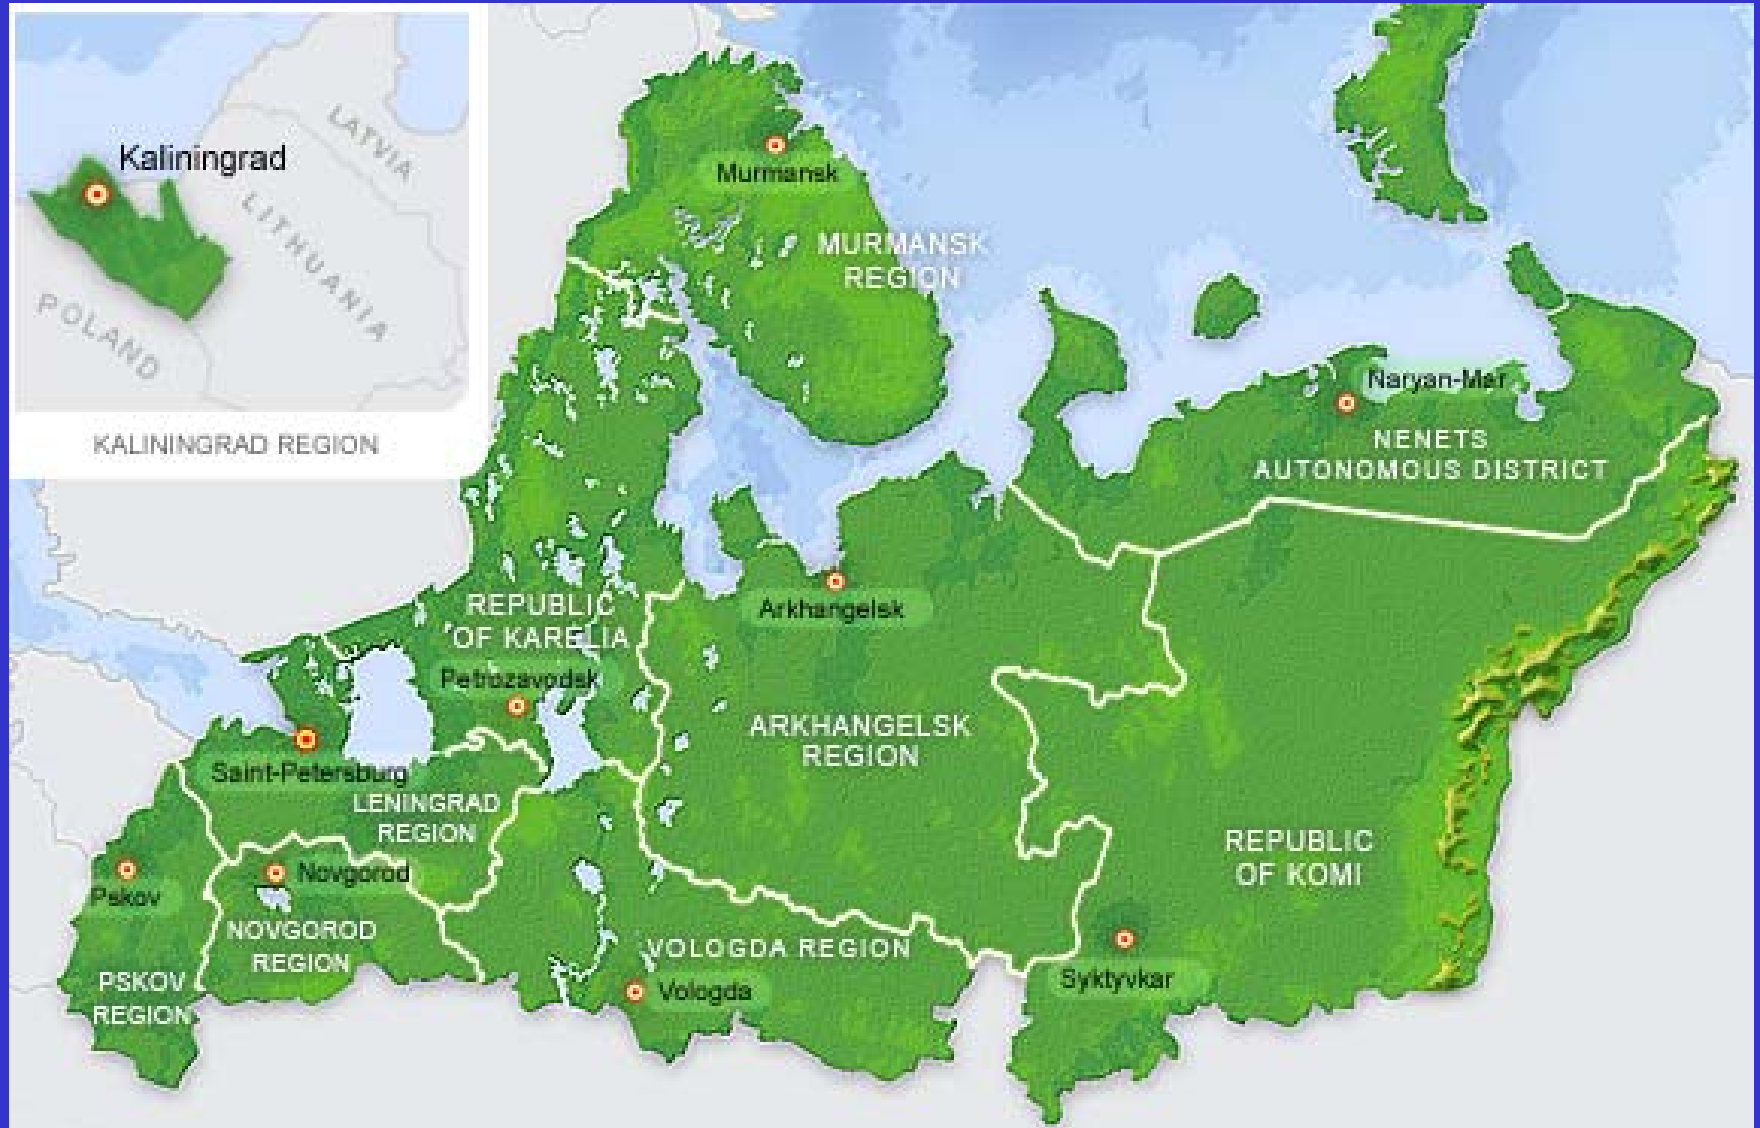 Kaliningrad
LATVIA
LITHUANIA
POLAND
KALININGRAD REGION
Murmansk
MURMANSK
REGION
Naryan-Mar
NENETS
AUTONOMOUS DISTRICT
REPUBLIC
OF KARELIA
Arkhangelsk
Petrozavodsk
ARKHANGELSK
REGION
Saint-Petersburg
LENINGRAD
REGION
REPUBLIC
OF KOMI
Pskov
Novgorod
NOVGOROD
REGION
VOLOGDA REGION
PSKOV
REGION
Vologda
Syktyvkar